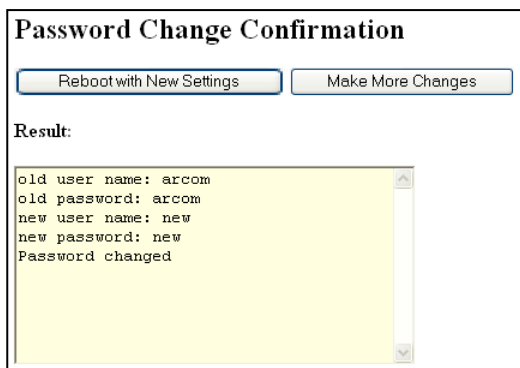 Password Change Confirmation
Reboot with New Settings
Make More Changes
Result:
old user name: arcom
old password: arcom
new user name: new
new password: new
Password changed